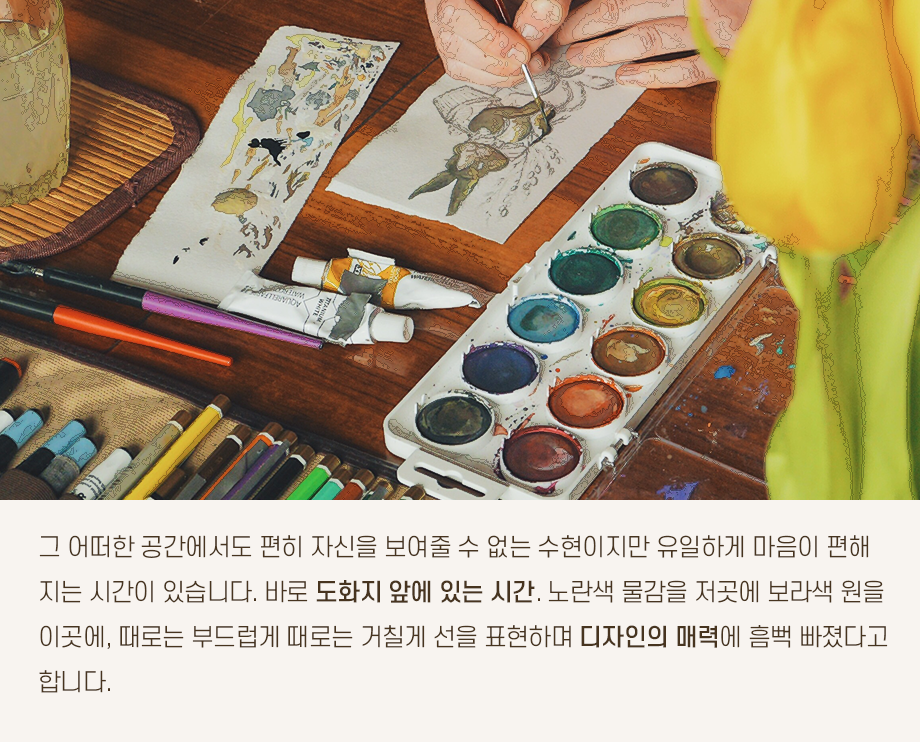 그 어떠한 공간에서도 편히 자신을 보여줄 수 없는 수현이지만 유일하게 마음이 편해
지는 시간이 있습니다. 바로 도화지 앞에 있는 시간. 노란색 물감을 저곳에 보라색 원을
이곳에, 때로는 부드럽게 때로는 거칠게 선을 표현하며 디자인의 매력에 흠뻑 빠졌다고
합니다.